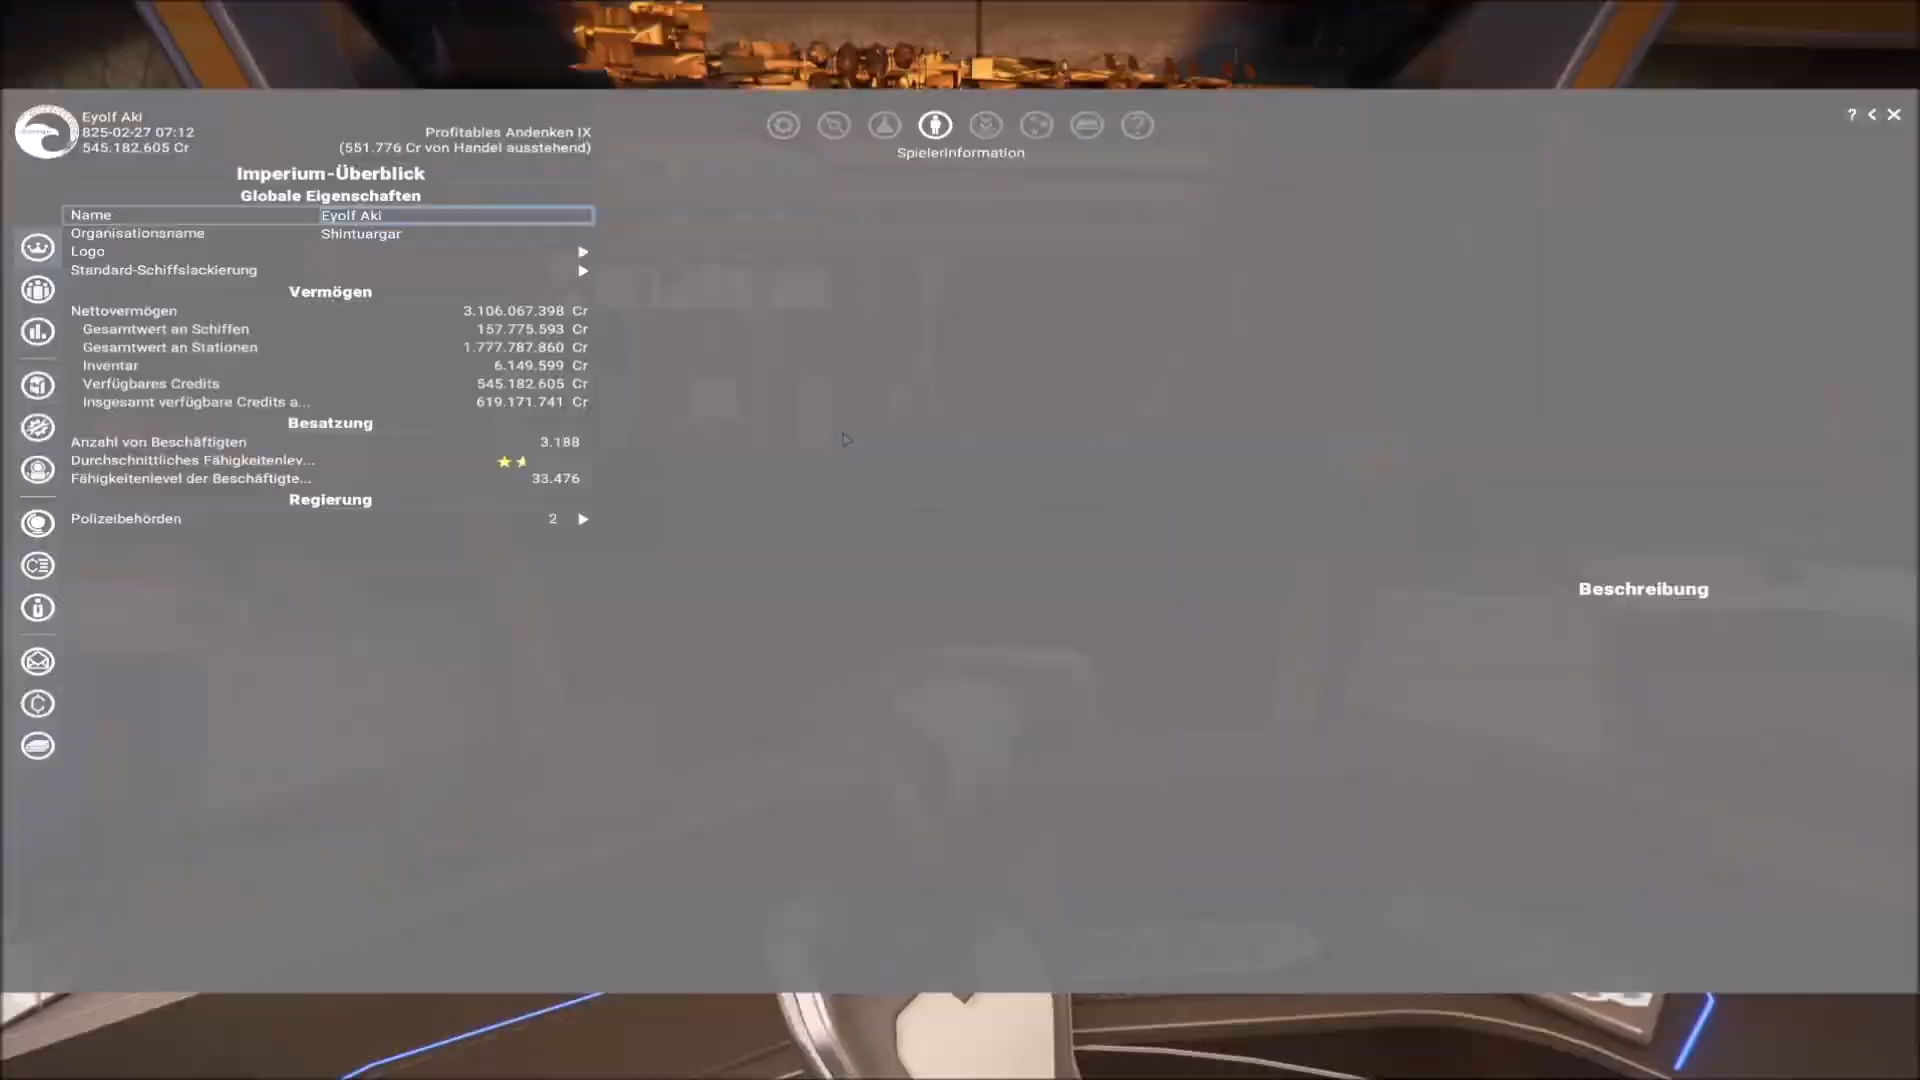 Eyolf Aki
825-02-27 07:12
Profitables Andenken IX
545.182.605 Cr
(551.776 Cr von Handel ausstehend)
SpielerInformation
? < ✕
Imperium-Überblick
Globale Eigenschaften
Name Eyolf Aki
Organisationsname Shintuargar
Logo
Standard-Schiffslackierung
Vermögen
Nettovermögen 3.106.067.398 Cr
Gesamtwert an Schiffen 157.775.593 Cr
Gesamtwert an Stationen 1.777.787.860 Cr
Inventar 6.149.599 Cr
Verfügbares Credits 545.182.605 Cr
Insgesamt verfügbare Credits a... 619.171.741 Cr
Besatzung
Anzahl von Beschäftigten 3.188
Durchschnittliches Fähigkeitenlev...
Fähigkeitenlevel der Beschäftigte... 33.476
Regierung
Polizeibehörden 2
Beschreibung